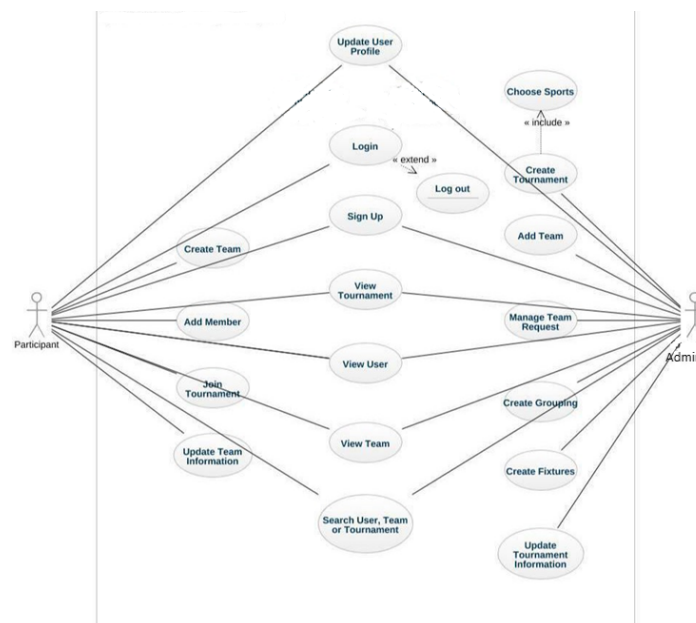 Update User
Profile
Choose Sports
« include »
Login
« extend »
Create
Tournament
Log out
Sign Up
Add Team
Create Team
View
Tournament
Add Member
Manage Team
Request
Participant
Admi
View User
Join
Tournament
Create Grouping
View Team
Update Team
Information
Create Fixtures
Search User, Team
or Tournament
Update
Tournament
Information